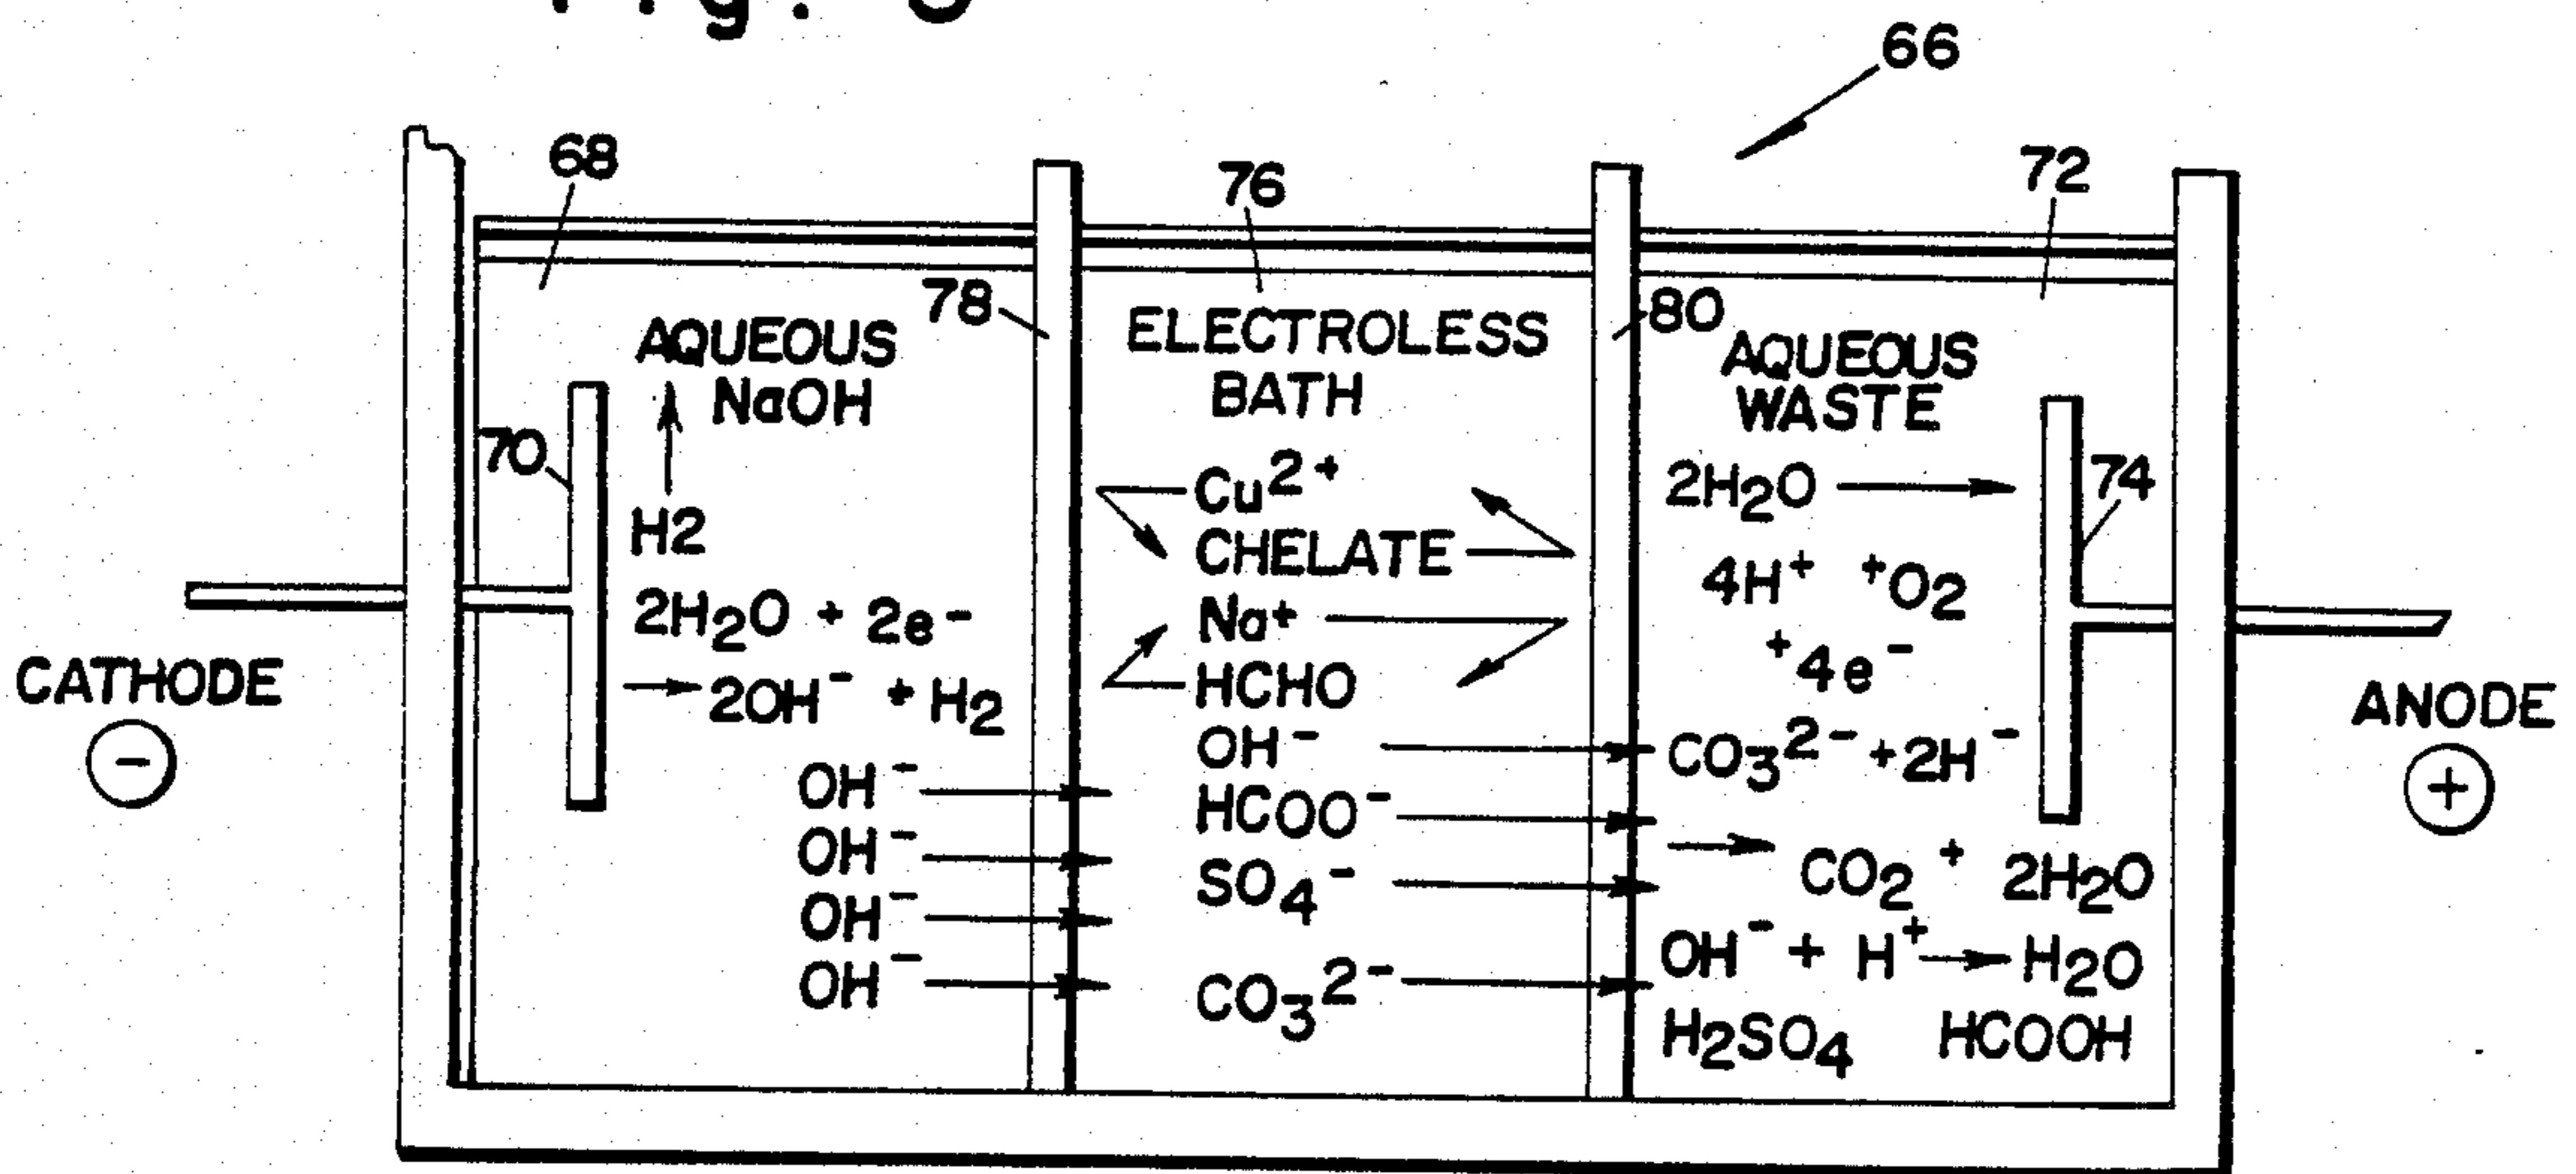 66
68
76
72
78
80
AQUEOUS
NaOH
ELECTROLESS
BATH
AQUEOUS
WASTE
70
74
H2
2H₂O + 2e⁻
→ 2OH⁻ + H₂
OH⁻ →
OH⁻ →
OH⁻ →
OH⁻ →
Cu²⁺
CHELATE
Na⁺
HCHO
OH⁻ →
HCOO⁻ →
SO₄⁻ →
CO₃²⁻ →
2H₂O →
4H⁺ +O₂
+4e⁻
CO₃²⁻ +2H⁻
→ CO₂ + 2H₂O
OH⁻ + H⁺ → H₂O
H₂SO₄ HCOOH
CATHODE
−
ANODE
+